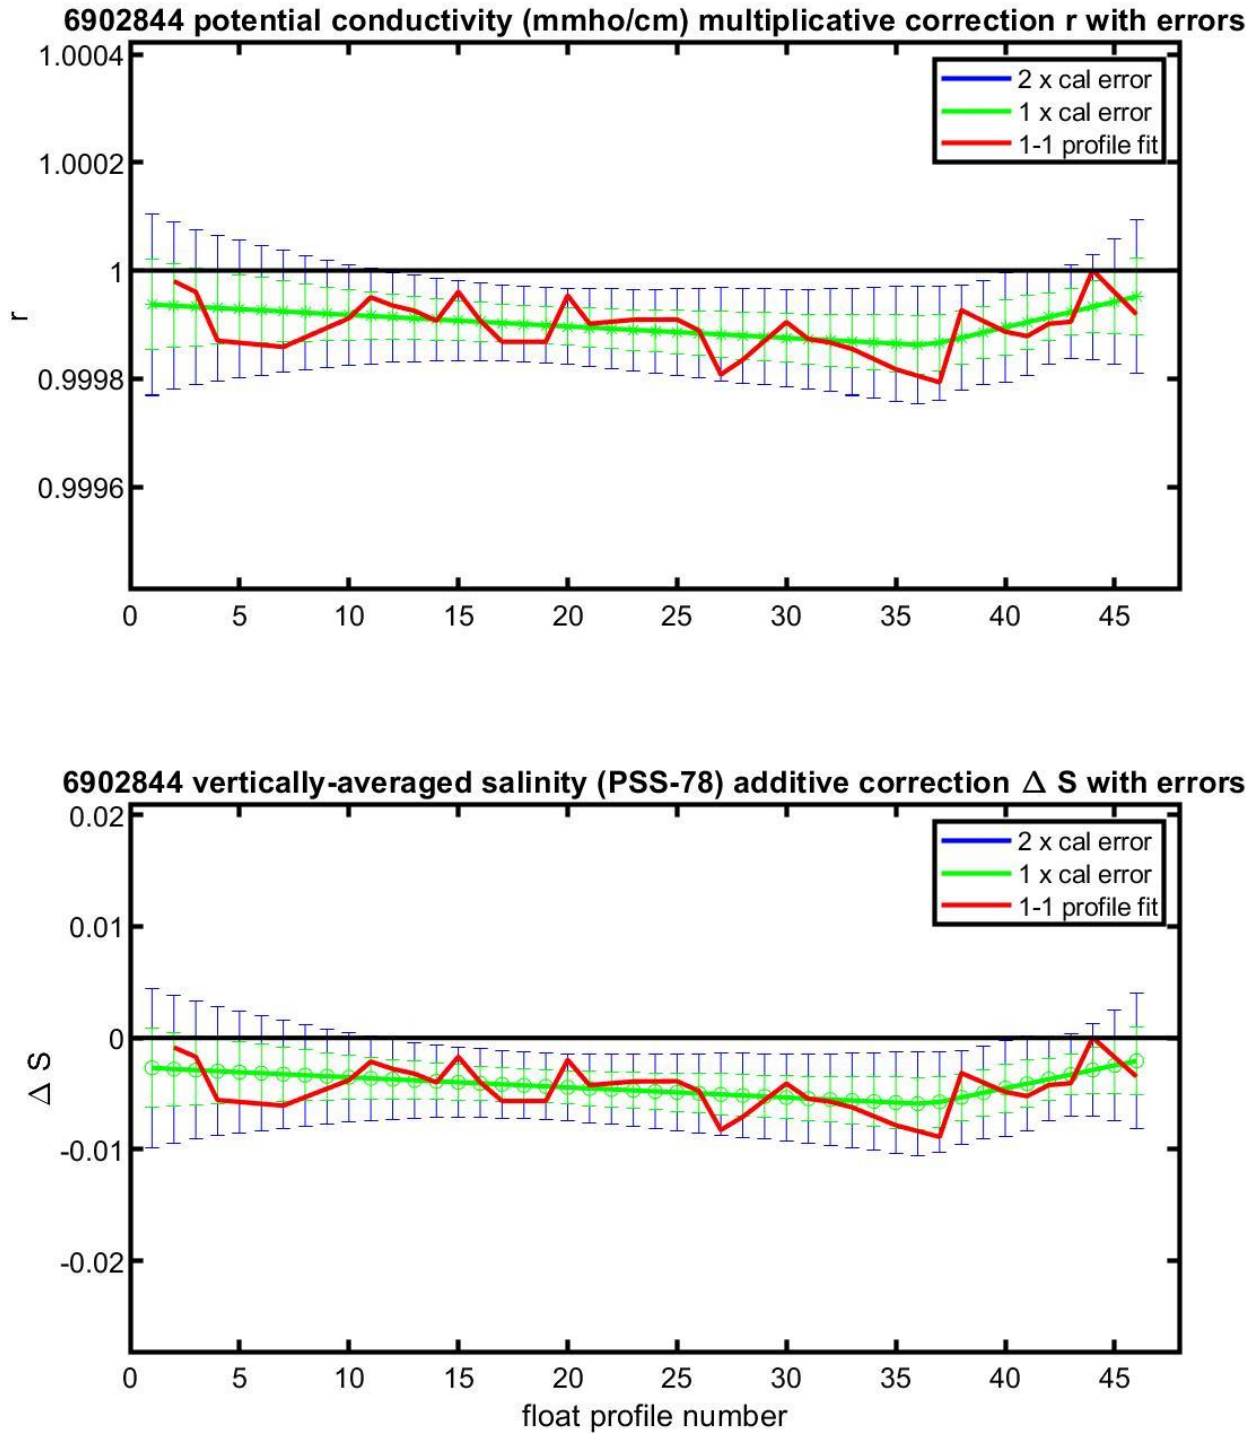 6902844 potential conductivity (mmho/cm) multiplicative correction r with errors
1.0004
1.0002
1
0.9998
0.9996
r
2 x cal error
1 x cal error
1-1 profile fit
0 5 10 15 20 25 30 35 40 45
6902844 vertically-averaged salinity (PSS-78) additive correction Δ S with errors
0.02
0.01
0
-0.01
-0.02
Δ S
2 x cal error
1 x cal error
1-1 profile fit
0 5 10 15 20 25 30 35 40 45
float profile number